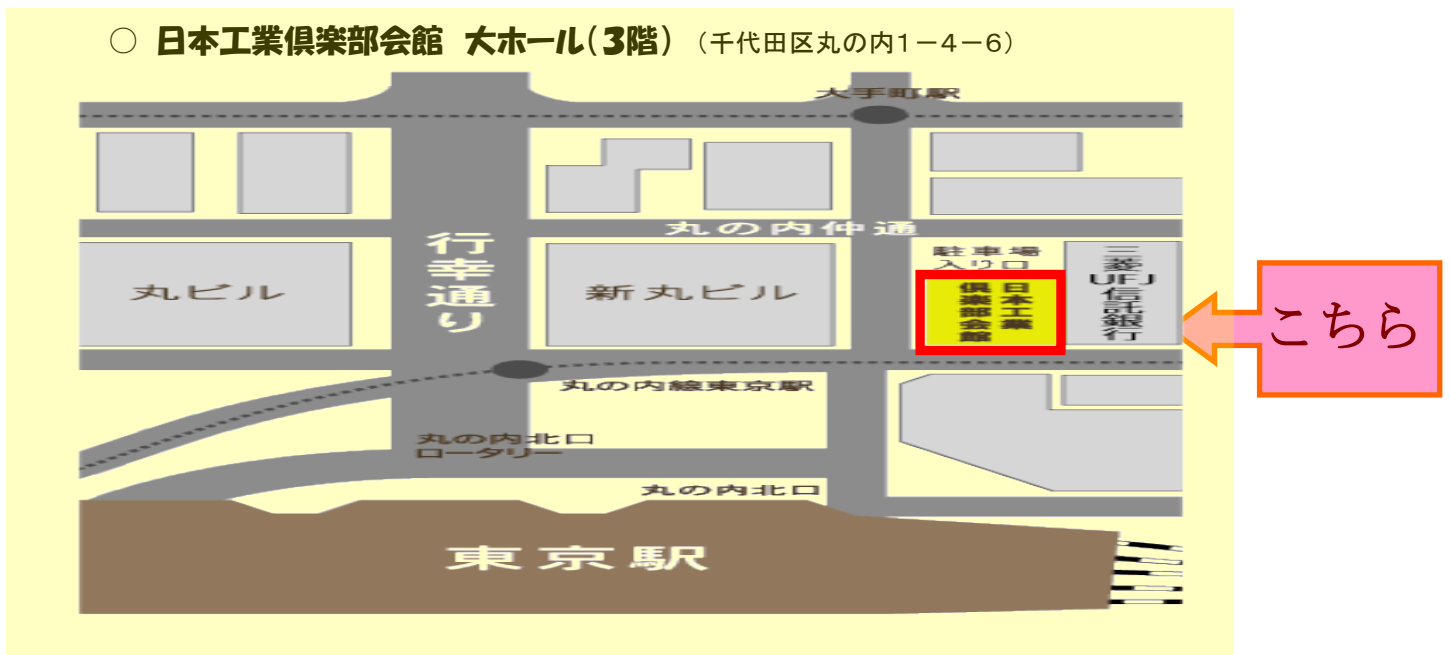 ○ 日本工業倶楽部会館 大ホール(3階) (千代田区丸の内1-4-6)
大手町駅
丸の内仲通
行幸通り
丸ビル
新丸ビル
駐車場
入り口
日本工業
倶楽部会館
三菱UFJ信託銀行
こちら
丸の内線東京駅
丸の内北口
ロータリー
丸の内北口
東京駅